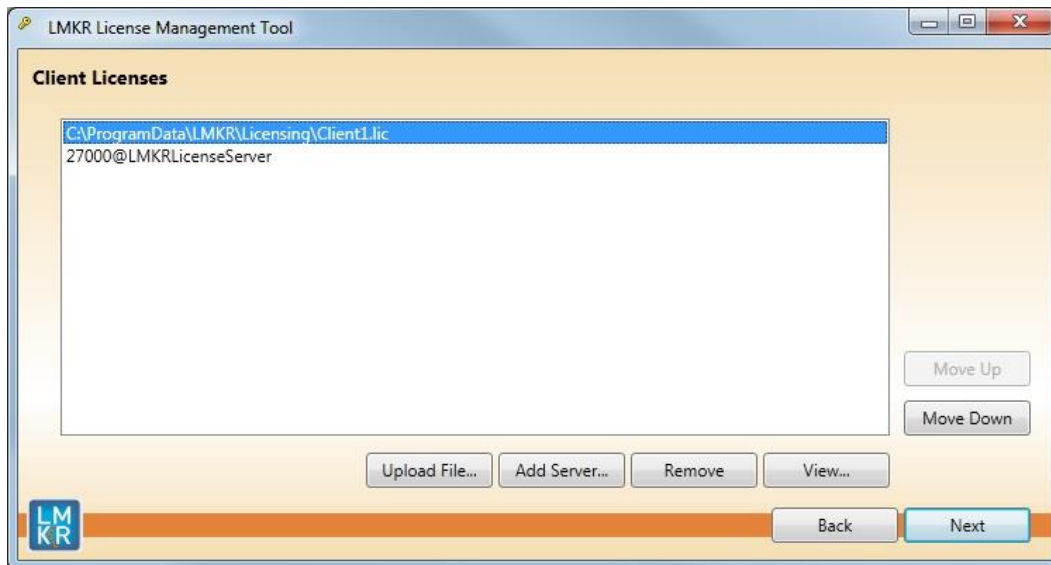 LMKR License Management Tool
Client Licenses
C:\ProgramData\LMKR\Licensing\Client1.lic
27000@LMKRLicenseServer
Move Up
Move Down
Upload File... Add Server... Remove View...
LM
KR
Back Next